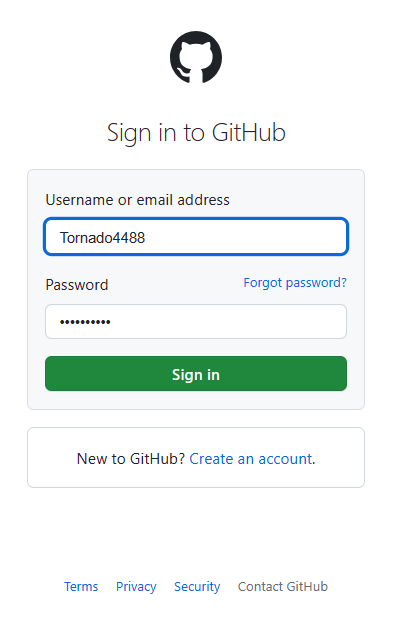 Sign in to GitHub
Username or email address
Tornado4488
Password Forgot password?
••••••••••
Sign in
New to GitHub? Create an account.
Terms Privacy Security Contact GitHub